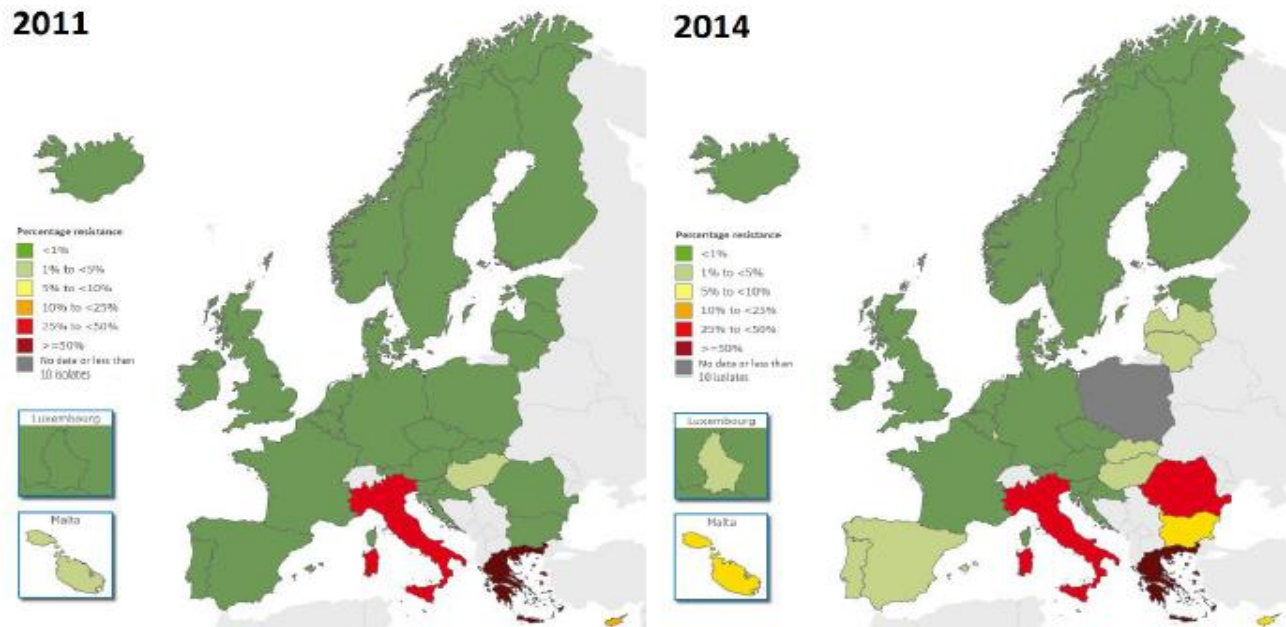 2011
Percentage resistance
<1%
1% to <5%
5% to <10%
10% to <25%
25% to <50%
>=50%
No data or less than
10 isolates
Luxembourg
Malta
2014
Percentage resistance
<1%
1% to <5%
5% to <10%
10% to <25%
25% to <50%
>=50%
No data or less than
10 isolates
Luxembourg
Malta